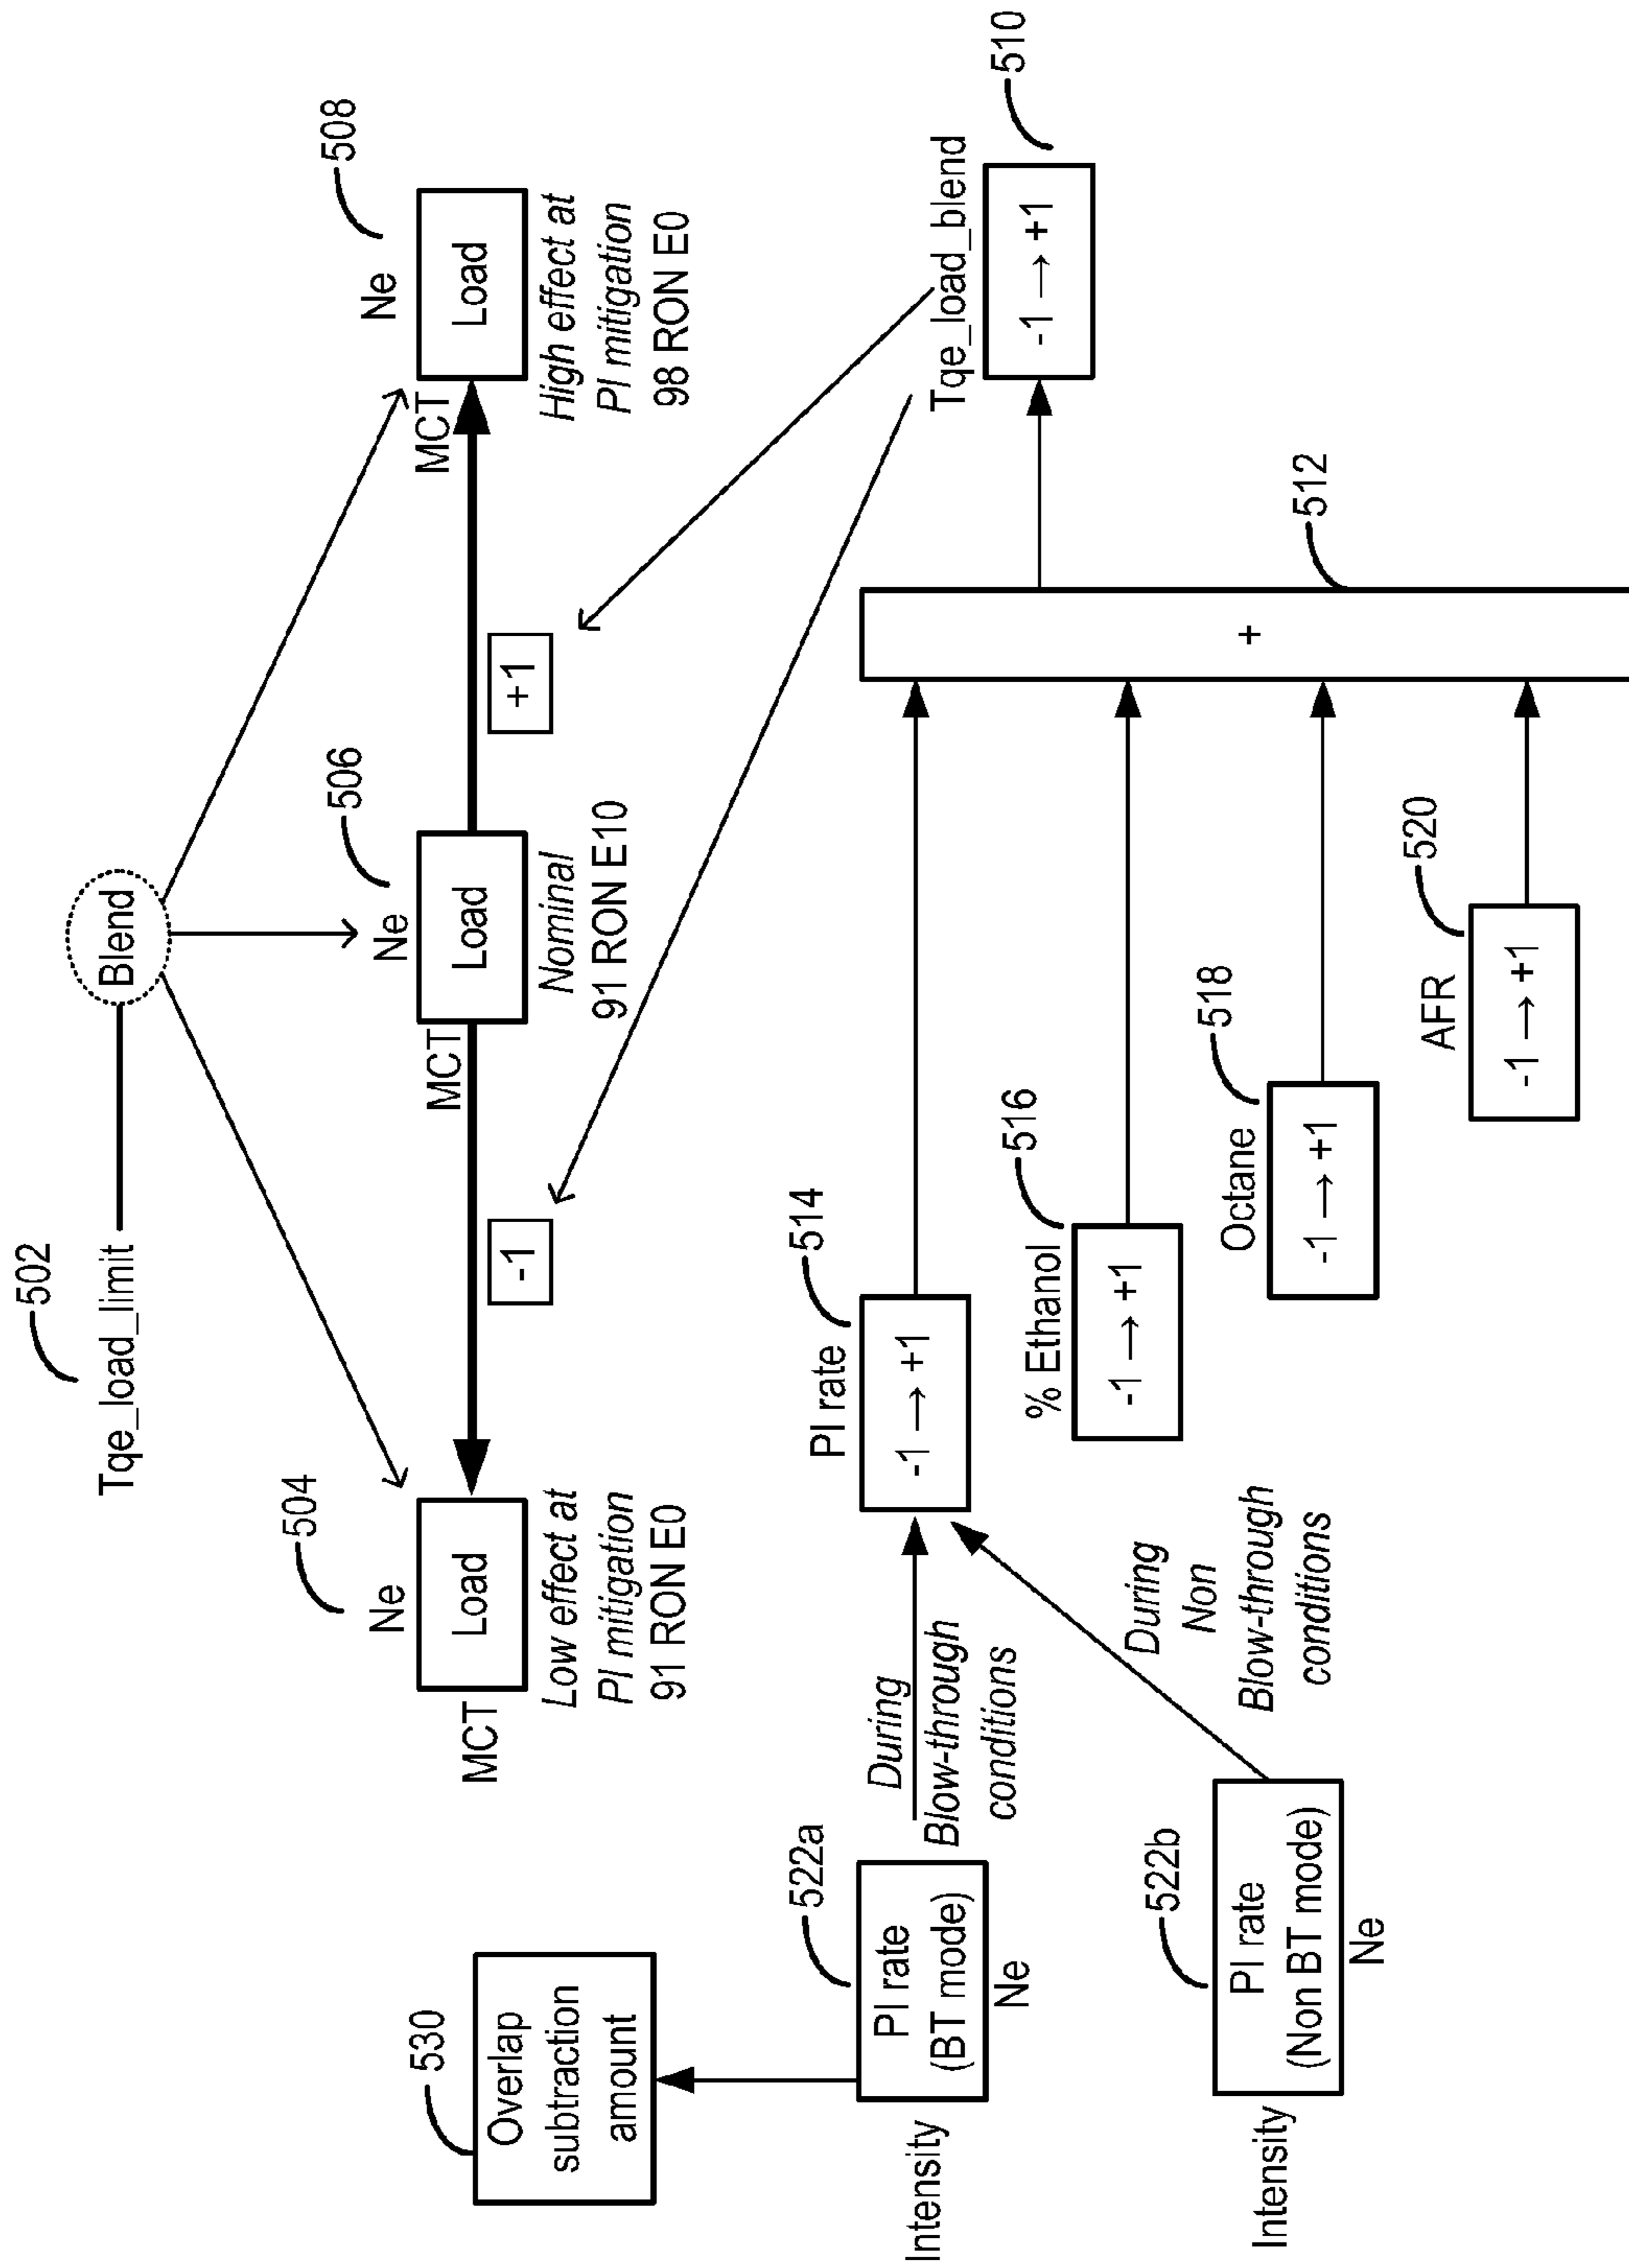 502
Tqe_load_limit
Blend
504
Ne
MCT
Load
Low effect at
PI mitigation
91 RON E0
-1
506
Ne
MCT
Load
Nominal
91 RON E10
+1
508
Ne
MCT
Load
High effect at
PI mitigation
98 RON E0
510
Tqe_load_blend
-1 → +1
512
+
514
PI rate
-1 → +1
516
% Ethanol
-1 → +1
518
Octane
-1 → +1
520
AFR
-1 → +1
530
Overlap
subtraction
amount
522a
Intensity
PI rate
(BT mode)
Ne
During
Blow-through
conditions
522b
Intensity
PI rate
(Non BT mode)
Ne
During
Non
Blow-through
conditions